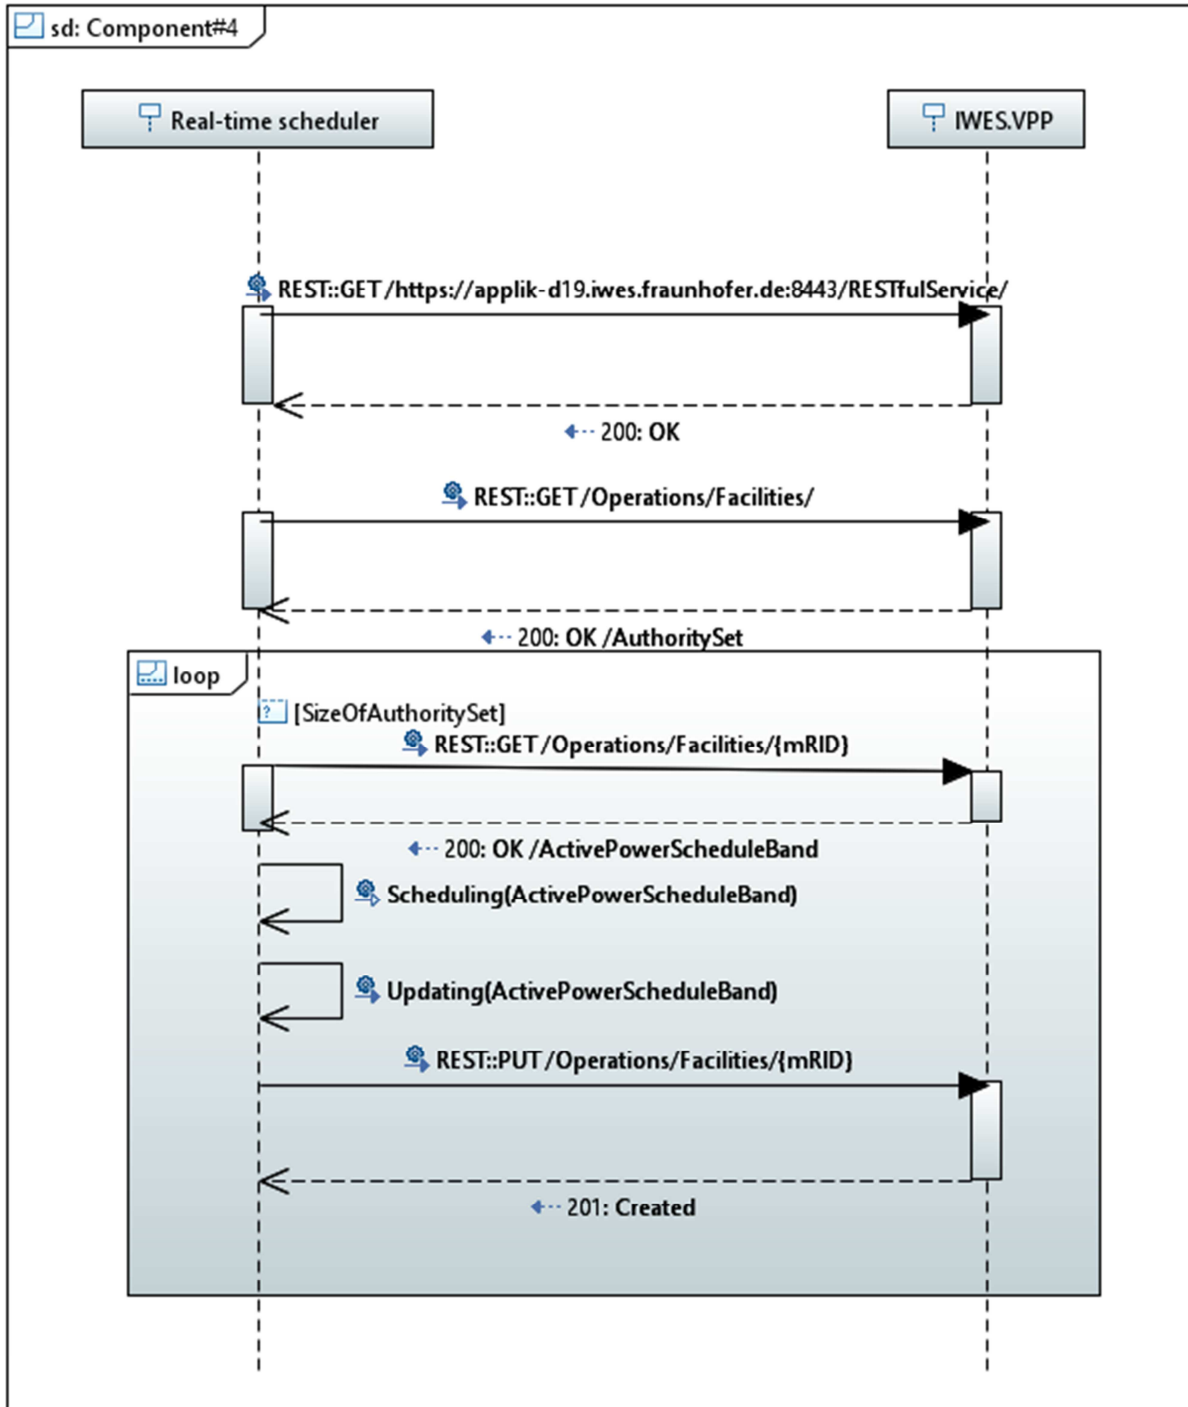 sd: Component#4
Real-time scheduler
IWES.VPP
REST::GET /https://applik-d19.iwes.fraunhofer.de:8443/RESTfulService/
200: OK
REST::GET /Operations/Facilities/
200: OK /AuthoritySet
loop
? [SizeOfAuthoritySet]
REST::GET /Operations/Facilities/{mRID}
200: OK /ActivePowerScheduleBand
Scheduling(ActivePowerScheduleBand)
Updating(ActivePowerScheduleBand)
REST::PUT /Operations/Facilities/{mRID}
201: Created